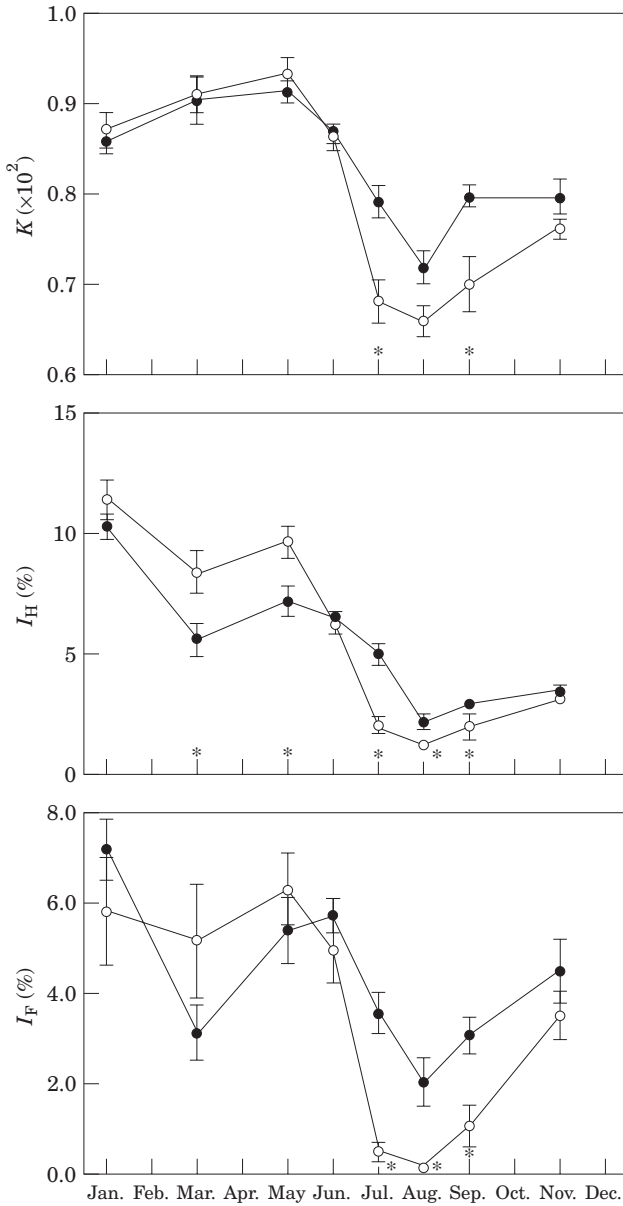 1.0
0.9
0.8
0.7
0.6
K (×10²)
* *
15
10
5
0
I_H (%)
* * * * *
8.0
6.0
4.0
2.0
0.0
I_F (%)
* * *
Jan. Feb. Mar. Apr. May Jun. Jul. Aug. Sep. Oct. Nov. Dec.